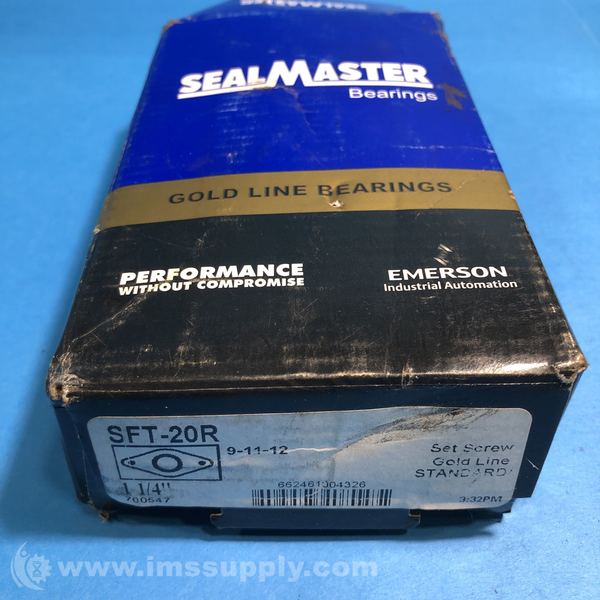 SEALMASTER
Bearings
GOLD LINE BEARINGS
PERFORMANCE
WITHOUT COMPROMISE
EMERSON
Industrial Automation
SFT-20R
9-11-12
1 1/4"
700547
662461004326
Set Screw
Gold Line
STANDARD
3:32PM
www.imssupply.com